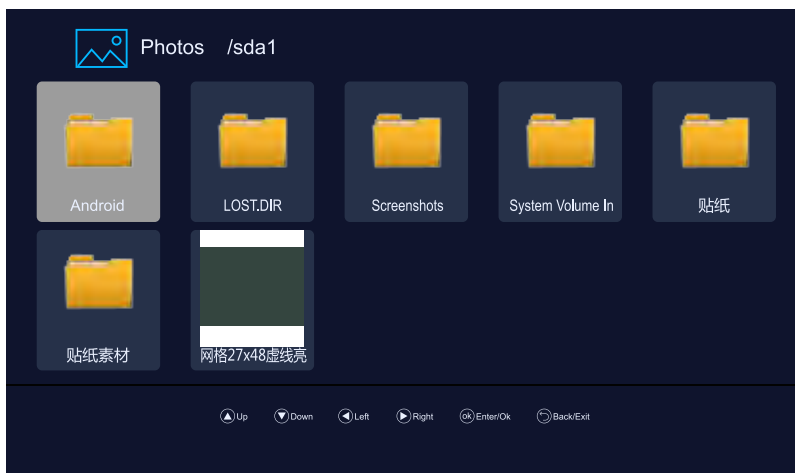 Photos /sda1
Android
LOST.DIR
Screenshots
System Volume In
贴纸
贴纸素材
网格27x48虚线亮
Up Down Left Right ok Enter/Ok Back/Exit